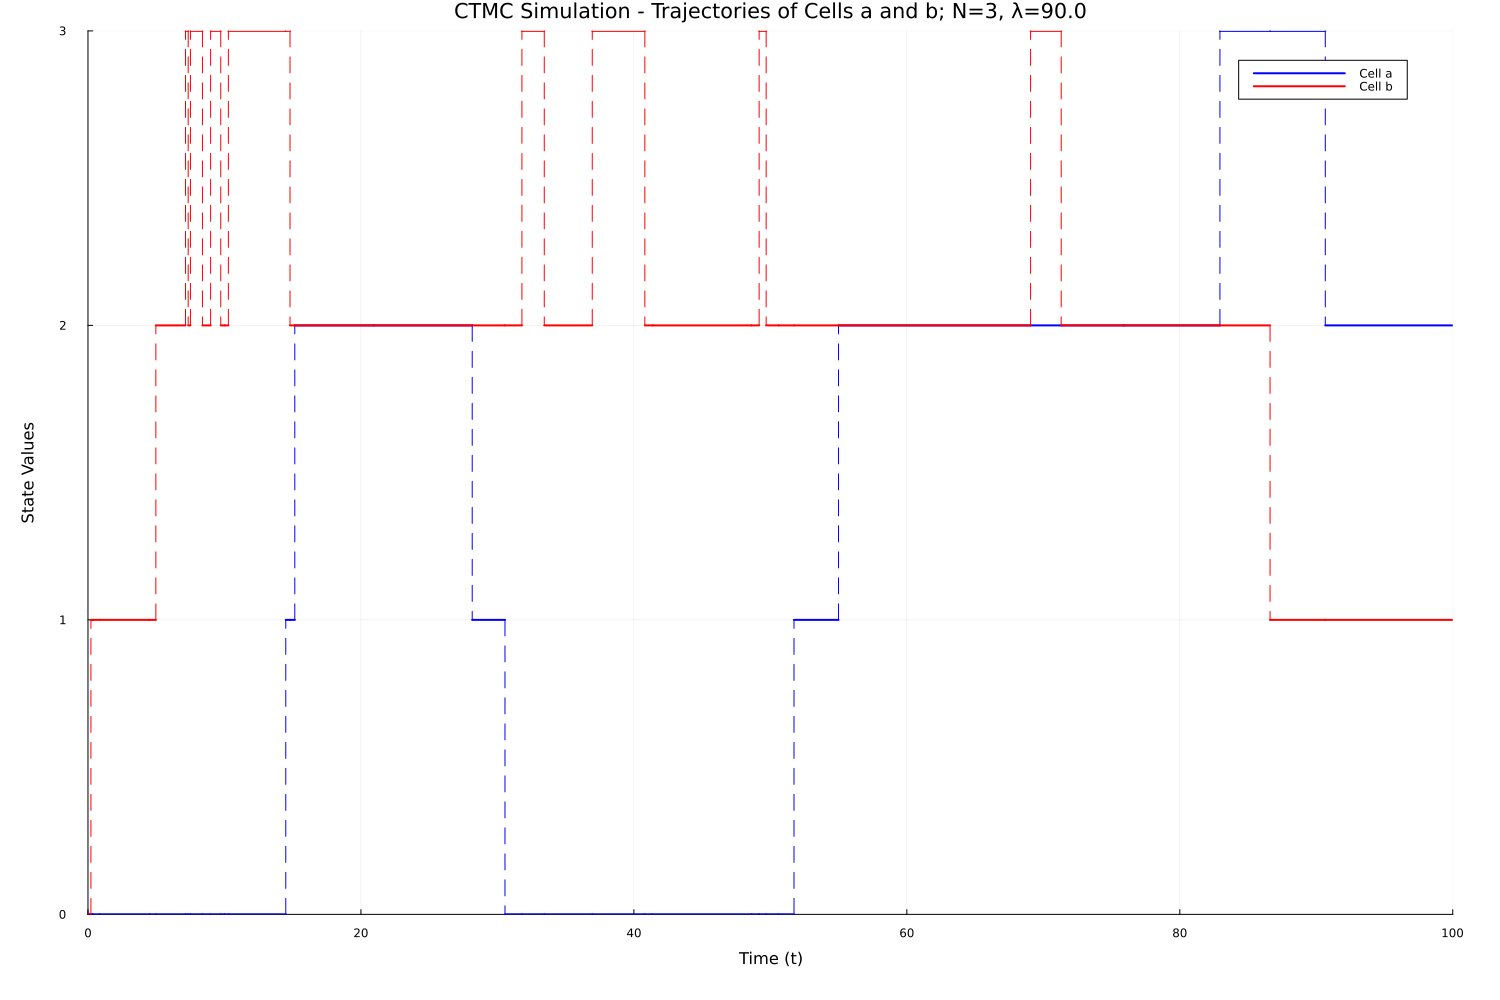 CTMC Simulation - Trajectories of Cells a and b; N=3, λ=90.0
3
Cell a
Cell b
2
State Values
1
0
0 20 40 60 80 100
Time (t)